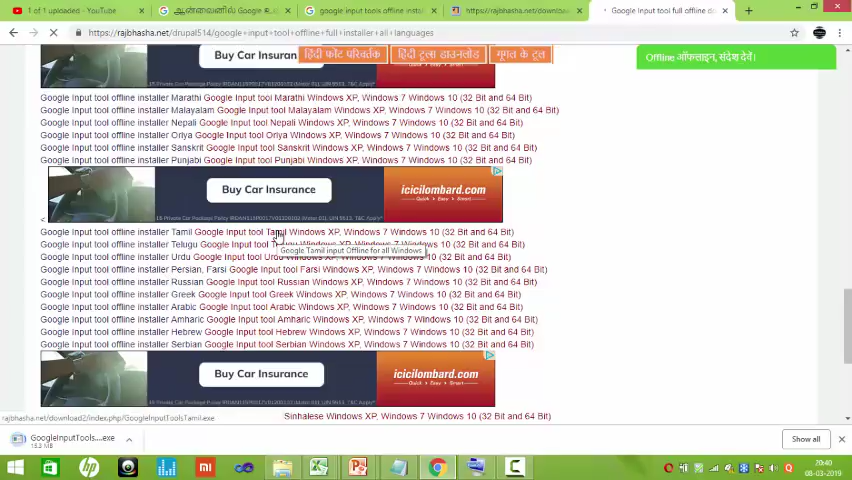 1 of 1 uploaded - YouTube
ஆன்லைனில் Google உ
google input tools offline install
https://rajbhasha.net/download
Google Input tool full offline do
https://rajbhasha.net/drupal514/google+input+tool+offline+full+installer+all+languages
Buy Car Insuran
हिंदी फोंट परिवर्तक
हिंदी टूल्स डाउनलोड
गूगल के टूल
Offline ऑफ़लाइन, संदेश दें।
Google Input tool offline installer Marathi Google Input tool Marathi Windows XP, Windows 7 Windows 10 (32 Bit and 64 Bit)
Google Input tool offline installer Malayalam Google Input tool Malayalam Windows XP, Windows 7 Windows 10 (32 Bit and 64 Bit)
Google Input tool offline installer Nepali Google Input tool Nepali Windows XP, Windows 7 Windows 10 (32 Bit and 64 Bit)
Google Input tool offline installer Oriya Google Input tool Oriya Windows XP, Windows 7 Windows 10 (32 Bit and 64 Bit)
Google Input tool offline installer Sanskrit Google Input tool Sanskrit Windows XP, Windows 7 Windows 10 (32 Bit and 64 Bit)
Google Input tool offline installer Punjabi Google Input tool Punjabi Windows XP, Windows 7 Windows 10 (32 Bit and 64 Bit)
Buy Car Insurance
icicilombard.com
Quick • Easy • Smart
<
Google Input tool offline installer Tamil Google Input tool Tamil Windows XP, Windows 7 Windows 10 (32 Bit and 64 Bit)
Google Input tool offline installer Telugu Google Input tool Telugu Windows XP, Windows 7 Windows 10 (32 Bit and 64 Bit)
Google Tamil input Offline for all Windows
Google Input tool offline installer Urdu Google Input tool Urdu Windows XP, Windows 7 Windows 10 (32 Bit and 64 Bit)
Google Input tool offline installer Persian, Farsi Google Input tool Farsi Windows XP, Windows 7 Windows 10 (32 Bit and 64 Bit)
Google Input tool offline installer Russian Google Input tool Russian Windows XP, Windows 7 Windows 10 (32 Bit and 64 Bit)
Google Input tool offline installer Greek Google Input tool Greek Windows XP, Windows 7 Windows 10 (32 Bit and 64 Bit)
Google Input tool offline installer Arabic Google Input tool Arabic Windows XP, Windows 7 Windows 10 (32 Bit and 64 Bit)
Google Input tool offline installer Amharic Google Input tool Amharic Windows XP, Windows 7 Windows 10 (32 Bit and 64 Bit)
Google Input tool offline installer Hebrew Google Input tool Hebrew Windows XP, Windows 7 Windows 10 (32 Bit and 64 Bit)
Google Input tool offline installer Serbian Google Input tool Serbian Windows XP, Windows 7 Windows 10 (32 Bit and 64 Bit)
Buy Car Insurance
icicilombard.com
Quick • Easy • Smart
Sinhalese Windows XP, Windows 7 Windows 10 (32 Bit and 64 Bit)
rajbhasha.net/download2/index.php/GoogleInputToolsTamil.exe
GoogleInputTools....exe
15.3 MB
Show all
20:40
08-03-2019